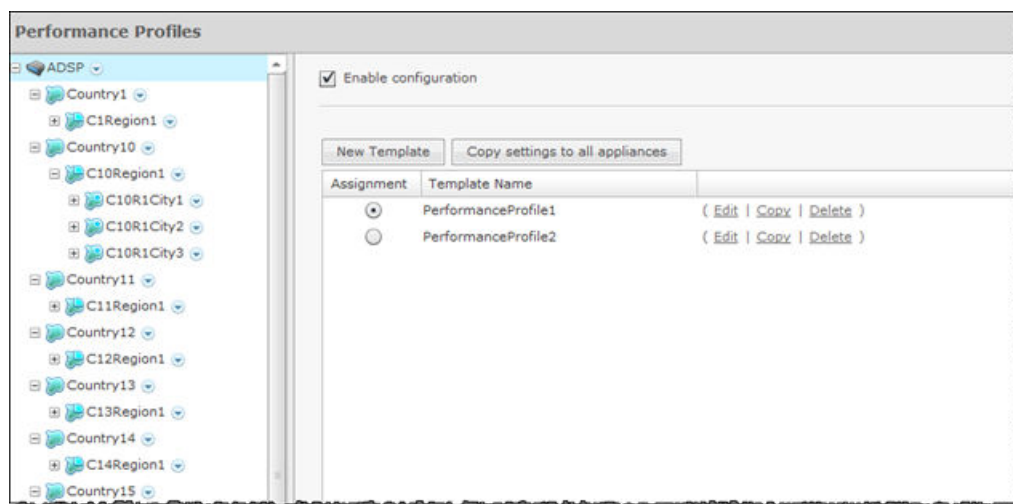 Performance Profiles
ADSP
Country1
C1Region1
Country10
C10Region1
C10R1City1
C10R1City2
C10R1City3
Country11
C11Region1
Country12
C12Region1
Country13
C13Region1
Country14
C14Region1
Country15
Enable configuration
New Template Copy settings to all appliances
Assignment Template Name
PerformanceProfile1 ( Edit | Copy | Delete )
PerformanceProfile2 ( Edit | Copy | Delete )